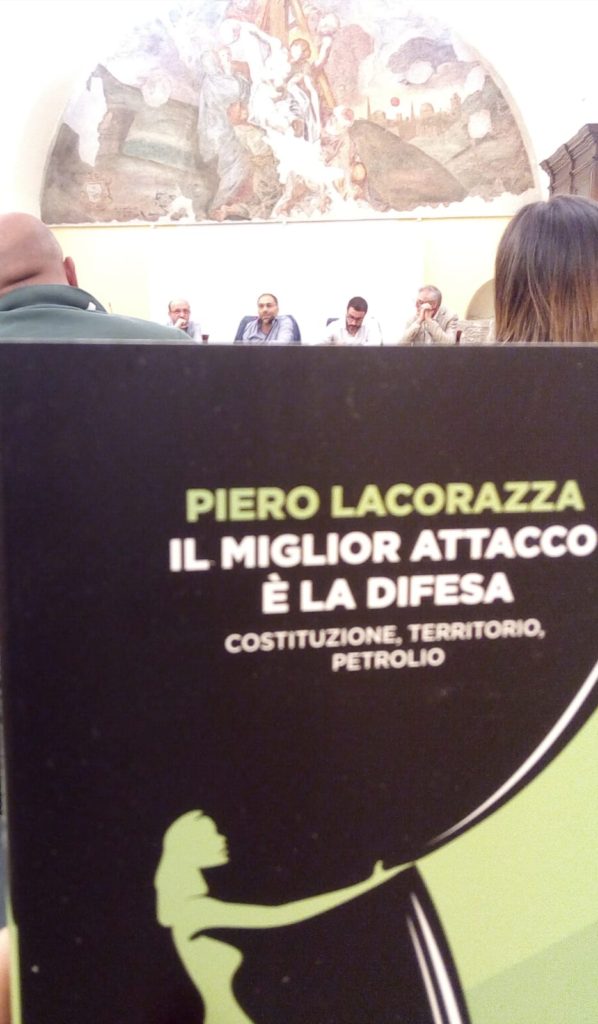 PIERO LACORAZZA
IL MIGLIOR ATTACCO
È LA DIFESA
COSTITUZIONE, TERRITORIO,
PETROLIO